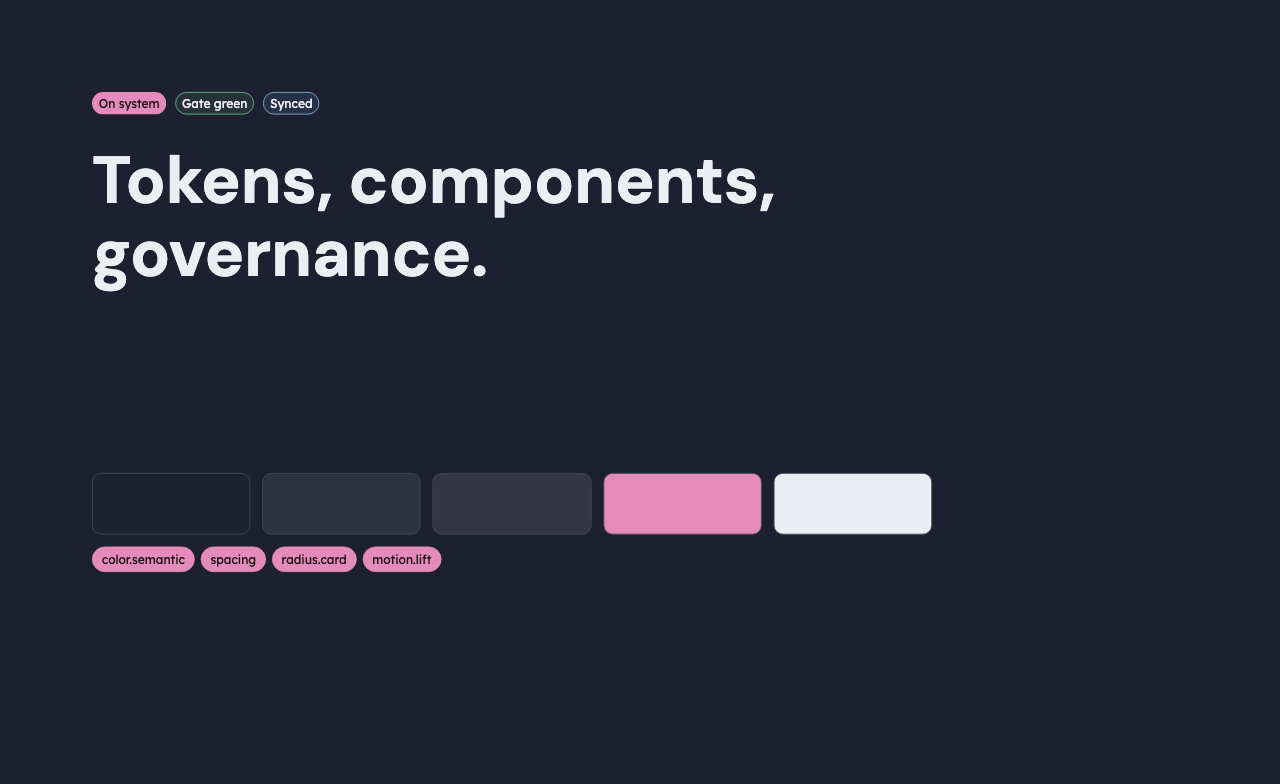 On system Gate green Synced
Tokens, components,
governance.
color.semantic spacing radius.card motion.lift